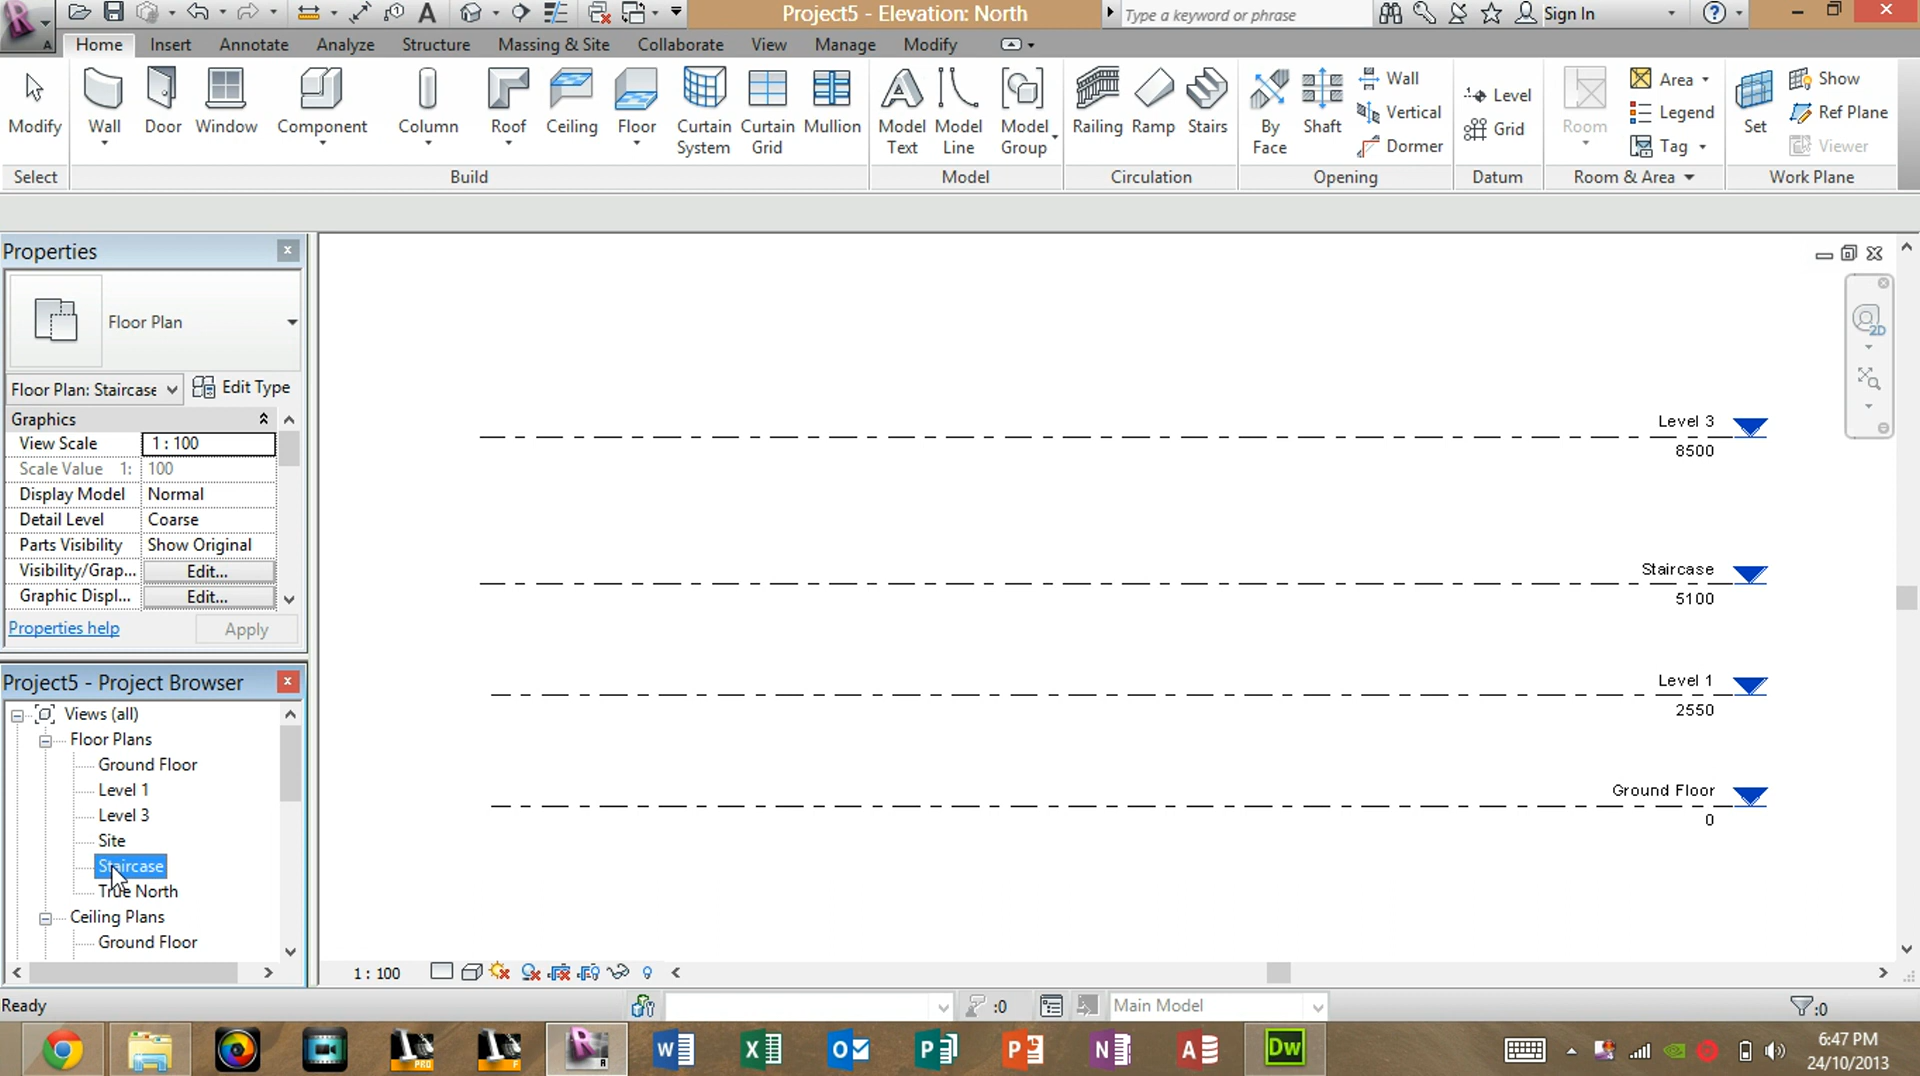 Project5 - Elevation: North
Type a keyword or phrase
Sign In
Home Insert Annotate Analyze Structure Massing & Site Collaborate View Manage Modify
Modify
Wall
Door
Window
Component
Column
Roof
Ceiling
Floor
Curtain System
Curtain Grid
Mullion
Model Text
Model Line
Model Group
Railing
Ramp
Stairs
By Face
Shaft
Wall
Vertical
Dormer
Level
Grid
Room
Area
Legend
Tag
Set
Show
Ref Plane
Viewer
Select Build Model Circulation Opening Datum Room & Area Work Plane
Properties
Floor Plan
Floor Plan: Staircase Edit Type
Graphics
View Scale 1 : 100
Scale Value 1: 100
Display Model Normal
Detail Level Coarse
Parts Visibility Show Original
Visibility/Grap... Edit...
Graphic Displ... Edit...
Properties help Apply
Project5 - Project Browser
Views (all)
Floor Plans
Ground Floor
Level 1
Level 3
Site
Staircase
True North
Ceiling Plans
Ground Floor
2D
Level 3
8500
Staircase
5100
Level 1
2550
Ground Floor
0
1 : 100
Ready
:0
Main Model
:0
PRO
Dw
6:47 PM
24/10/2013